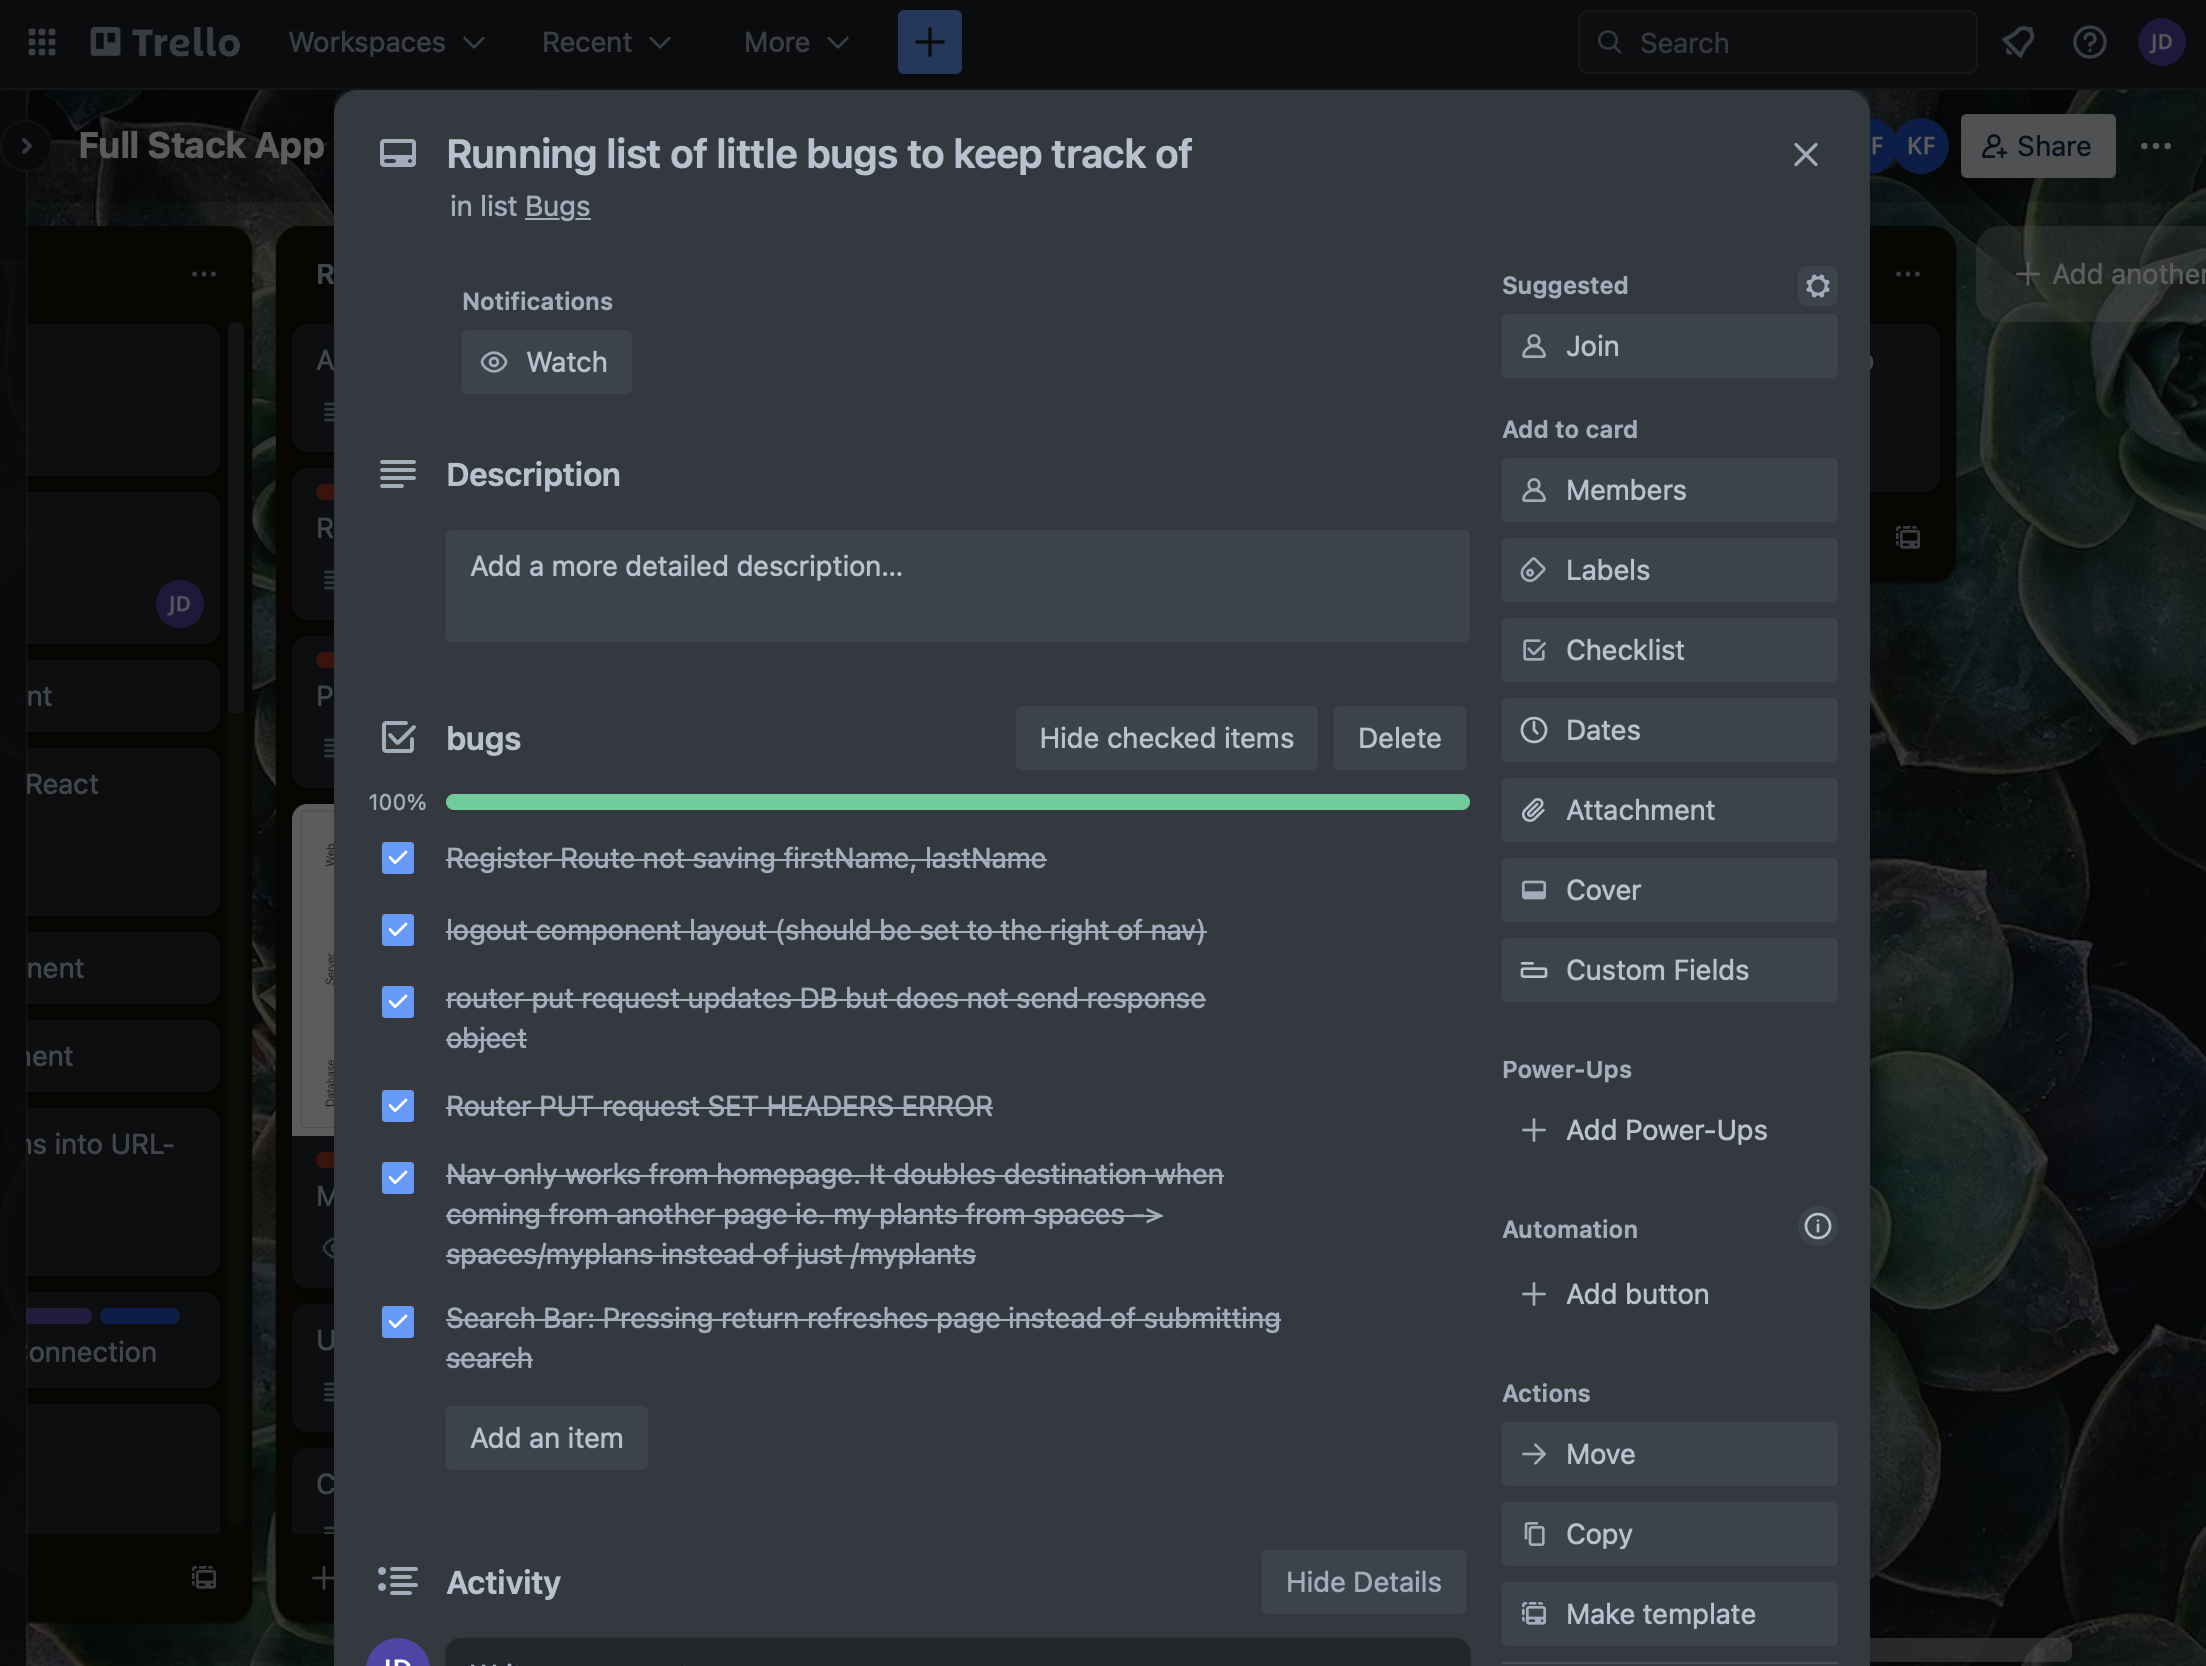 Trello
Workspaces
Recent
More
Search
JD
Full Stack App
F
KF
Share
Running list of little bugs to keep track of
in list Bugs
Notifications
Watch
Description
Add a more detailed description...
bugs
Hide checked items
Delete
100%
Register Route not saving firstName, lastName
logout component layout (should be set to the right of nav)
router put request updates DB but does not send response
object
Router PUT request SET HEADERS ERROR
Nav only works from homepage. It doubles destination when
coming from another page ie. my plants from spaces ->
spaces/myplans instead of just /myplants
Search Bar: Pressing return refreshes page instead of submitting
search
Add an item
Activity
Hide Details
JD
Suggested
Join
Add to card
Members
Labels
Checklist
Dates
Attachment
Cover
Custom Fields
Power-Ups
Add Power-Ups
Automation
Add button
Actions
Move
Copy
Make template
JD
nt
React
nent
nent
ns into URL-
onnection
R
A
R
P
Web
Server
Database
M
U
C
Add another